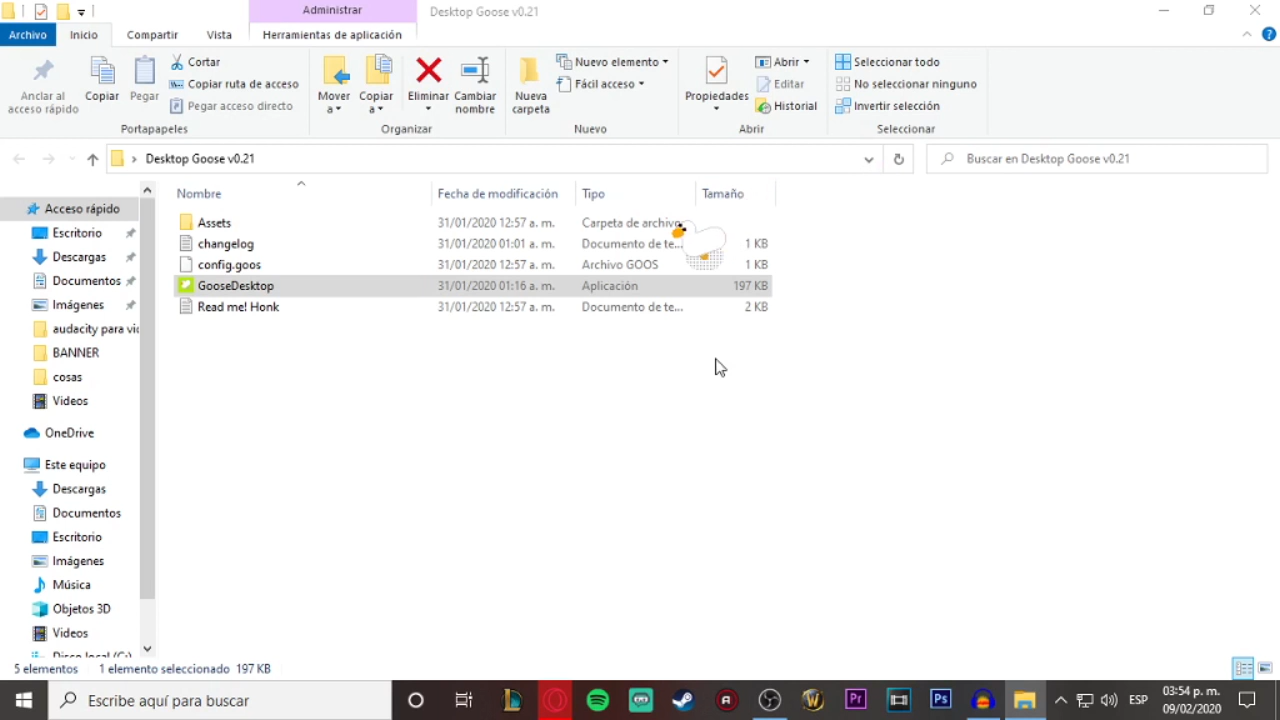 Administrar
Desktop Goose v0.21
Archivo
Inicio
Compartir
Vista
Herramientas de aplicación
Anclar al
acceso rápido
Copiar
Pegar
Cortar
Copiar ruta de acceso
Pegar acceso directo
Portapapeles
Mover
a
Copiar
a
Eliminar
Cambiar
nombre
Organizar
Nueva
carpeta
Nuevo elemento
Fácil acceso
Nuevo
Propiedades
Abrir
Editar
Historial
Abrir
Seleccionar todo
No seleccionar ninguno
Invertir selección
Seleccionar
Desktop Goose v0.21
Buscar en Desktop Goose v0.21
Nombre Fecha de modificación Tipo Tamaño
Assets 31/01/2020 12:57 a. m. Carpeta de archivo
changelog 31/01/2020 01:01 a. m. Documento de te... 1 KB
config.goos 31/01/2020 12:57 a. m. Archivo GOOS 1 KB
GooseDesktop 31/01/2020 01:16 a. m. Aplicación 197 KB
Read me! Honk 31/01/2020 12:57 a. m. Documento de te... 2 KB
Acceso rápido
Escritorio
Descargas
Documentos
Imágenes
audacity para vic
BANNER
cosas
Videos
OneDrive
Este equipo
Descargas
Documentos
Escritorio
Imágenes
Música
Objetos 3D
Videos
Disco local (C:)
5 elementos 1 elemento seleccionado 197 KB
Escribe aquí para buscar
Pr
Ps
ESP
03:54 p. m.
09/02/2020